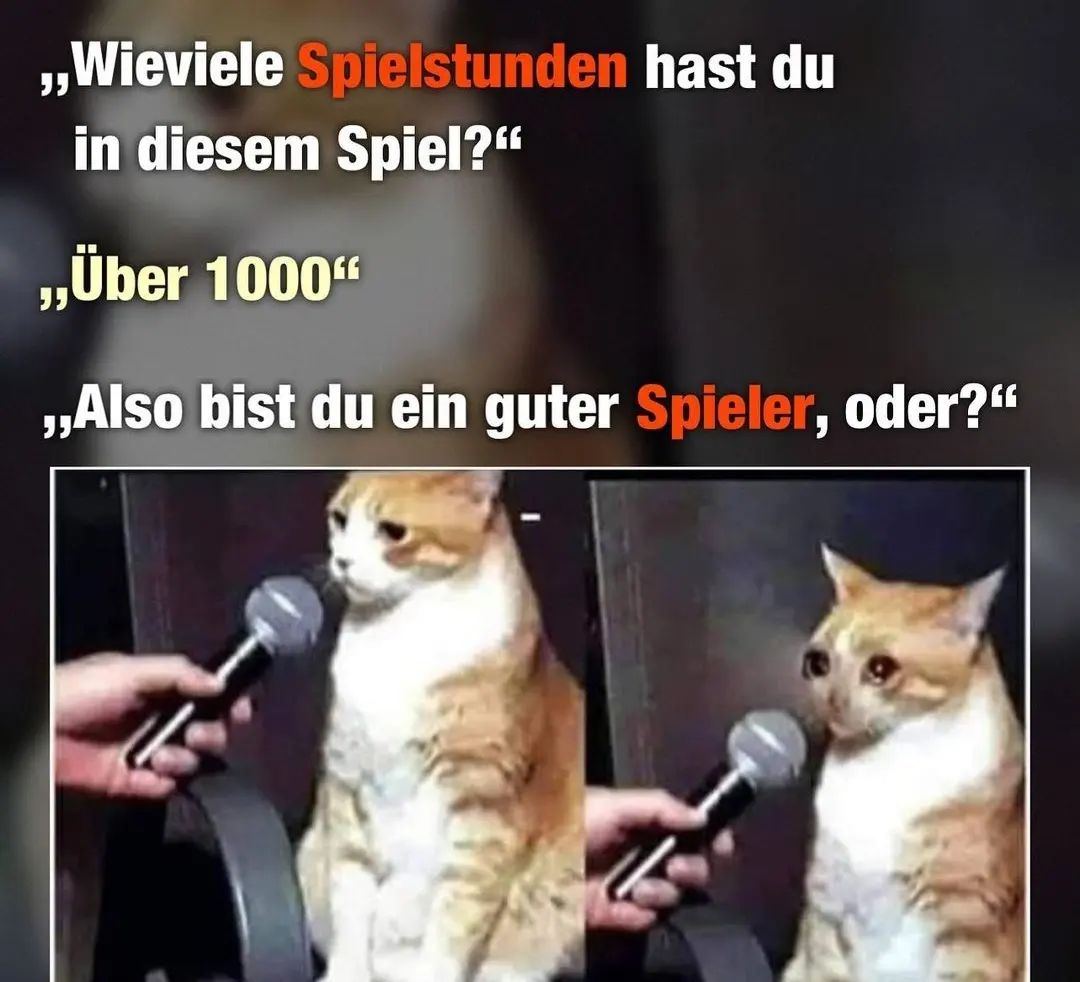 „Wieviele Spielstunden hast du
in diesem Spiel?“
„Über 1000“
„Also bist du ein guter Spieler, oder?“